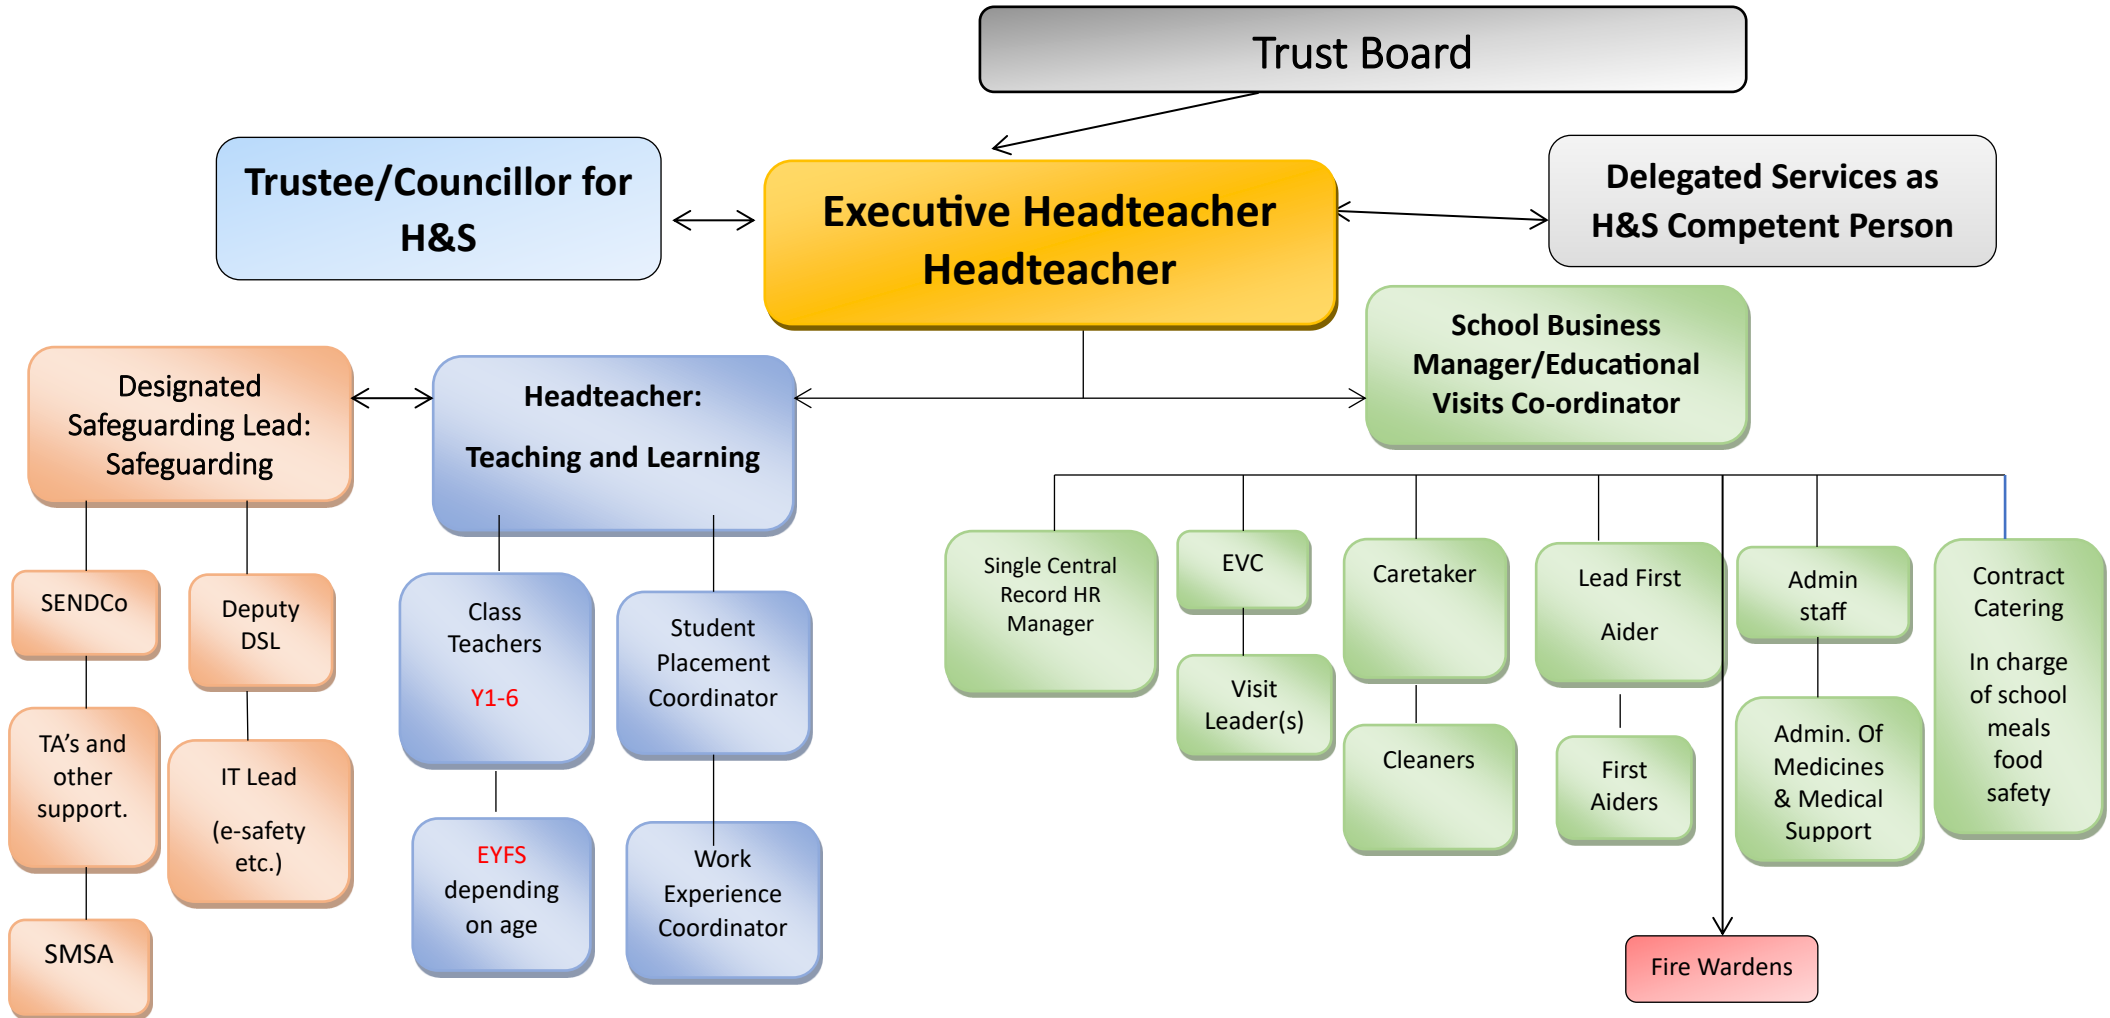 Trust Board
Trustee/Councillor for
H&S
Executive Headteacher
Headteacher
Delegated Services as
H&S Competent Person
School Business
Manager/Educational
Visits Co-ordinator
Designated
Safeguarding Lead:
Safeguarding
Headteacher:
Teaching and Learning
SENDCo
Deputy
DSL
TA’s and
other
support.
IT Lead
(e-safety
etc.)
SMSA
Class
Teachers
Y1-6
Student
Placement
Coordinator
EYFS
depending
on age
Work
Experience
Coordinator
Single Central
Record HR
Manager
EVC
Visit
Leader(s)
Caretaker
Cleaners
Lead First
Aider
First
Aiders
Admin
staff
Admin. Of
Medicines
& Medical
Support
Contract
Catering
In charge
of school
meals
food
safety
Fire Wardens